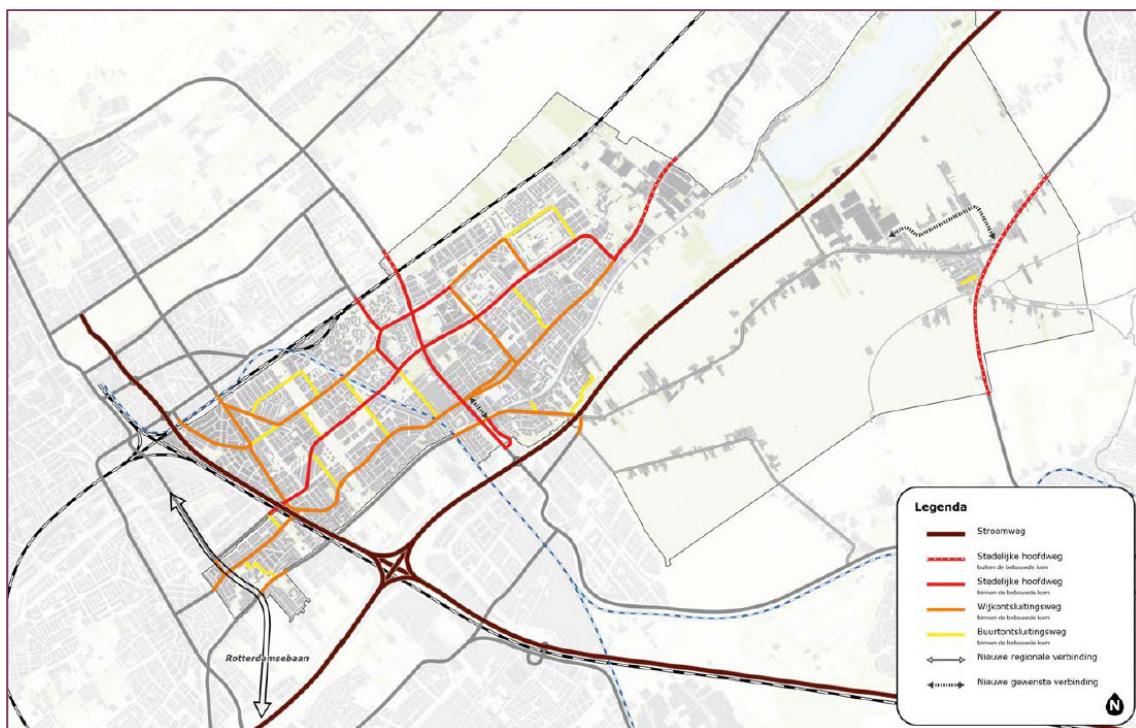 Rotterdamsebaan
Legenda
Stroomweg
Stedelijke hoofdweg
buiten de bebouwde kom
Stedelijke hoofdweg
binnen de bebouwde kom
Wijkontsluitingsweg
binnen de bebouwde kom
Buurtontsluitingsweg
binnen de bebouwde kom
Nieuwe regionale verbinding
Nieuwe gewenste verbinding
N